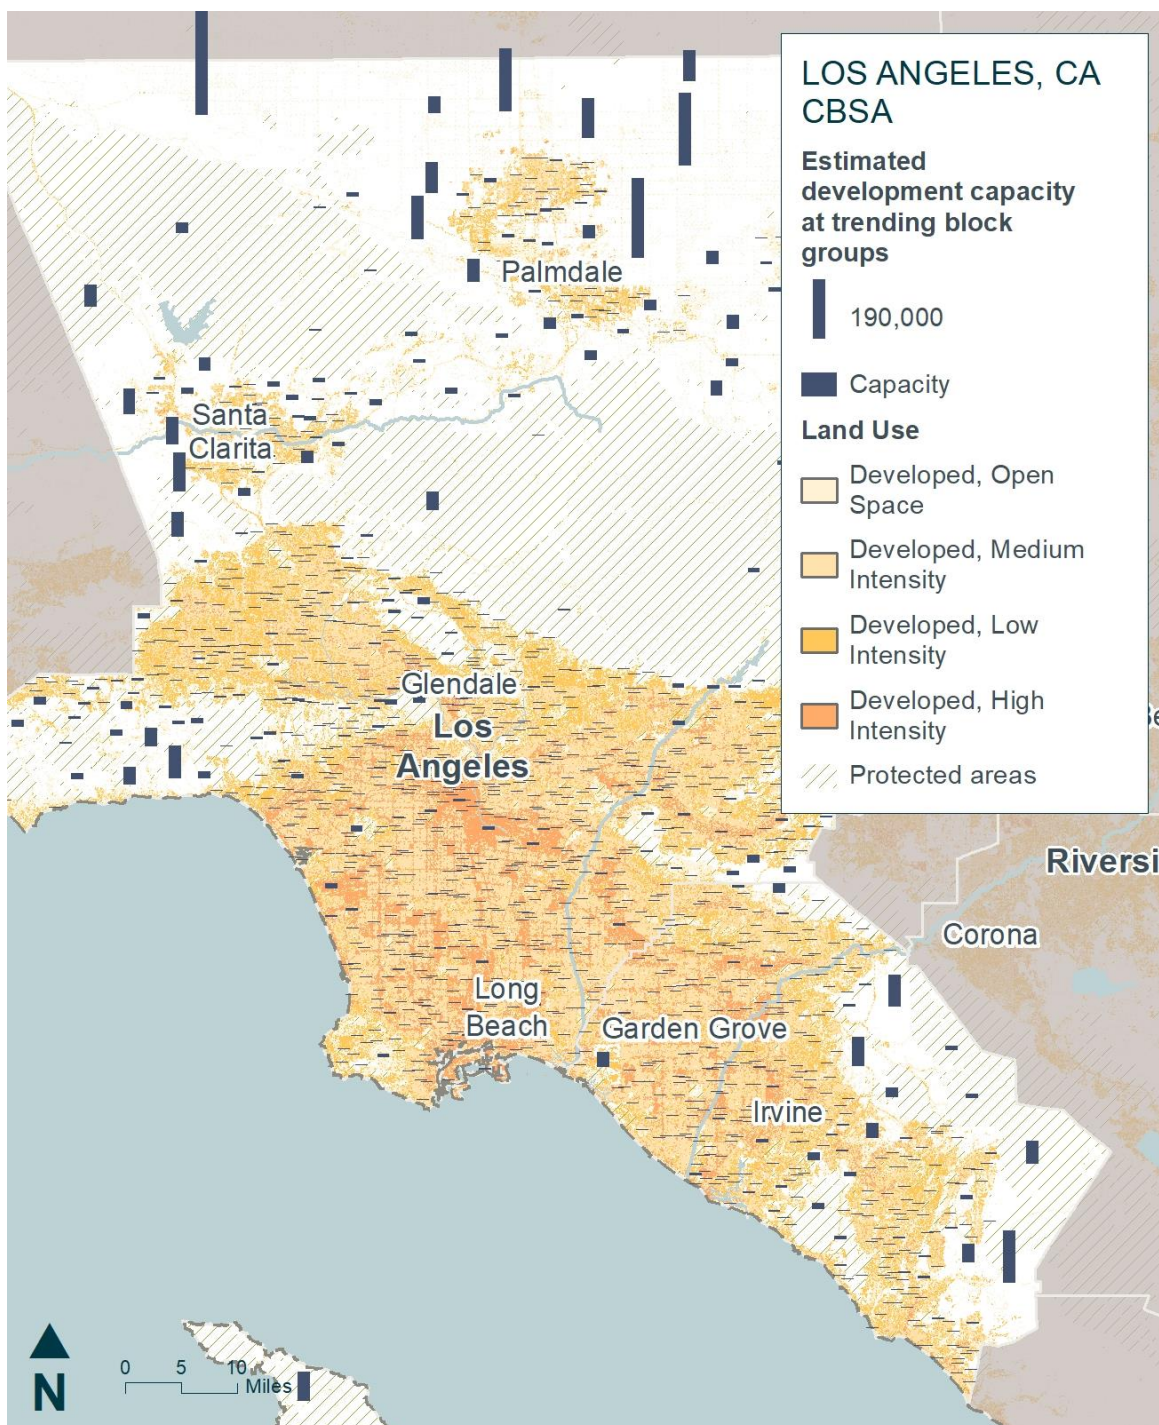 LOS ANGELES, CA
CBSA
Estimated
development capacity
at trending block
groups
190,000
Capacity
Land Use
Developed, Open
Space
Developed, Medium
Intensity
Developed, Low
Intensity
Developed, High
Intensity
Protected areas
Palmdale
Santa
Clarita
Glendale
Los
Angeles
Riversi
Corona
Long
Beach
Garden Grove
Irvine
N
0 5 10
Miles